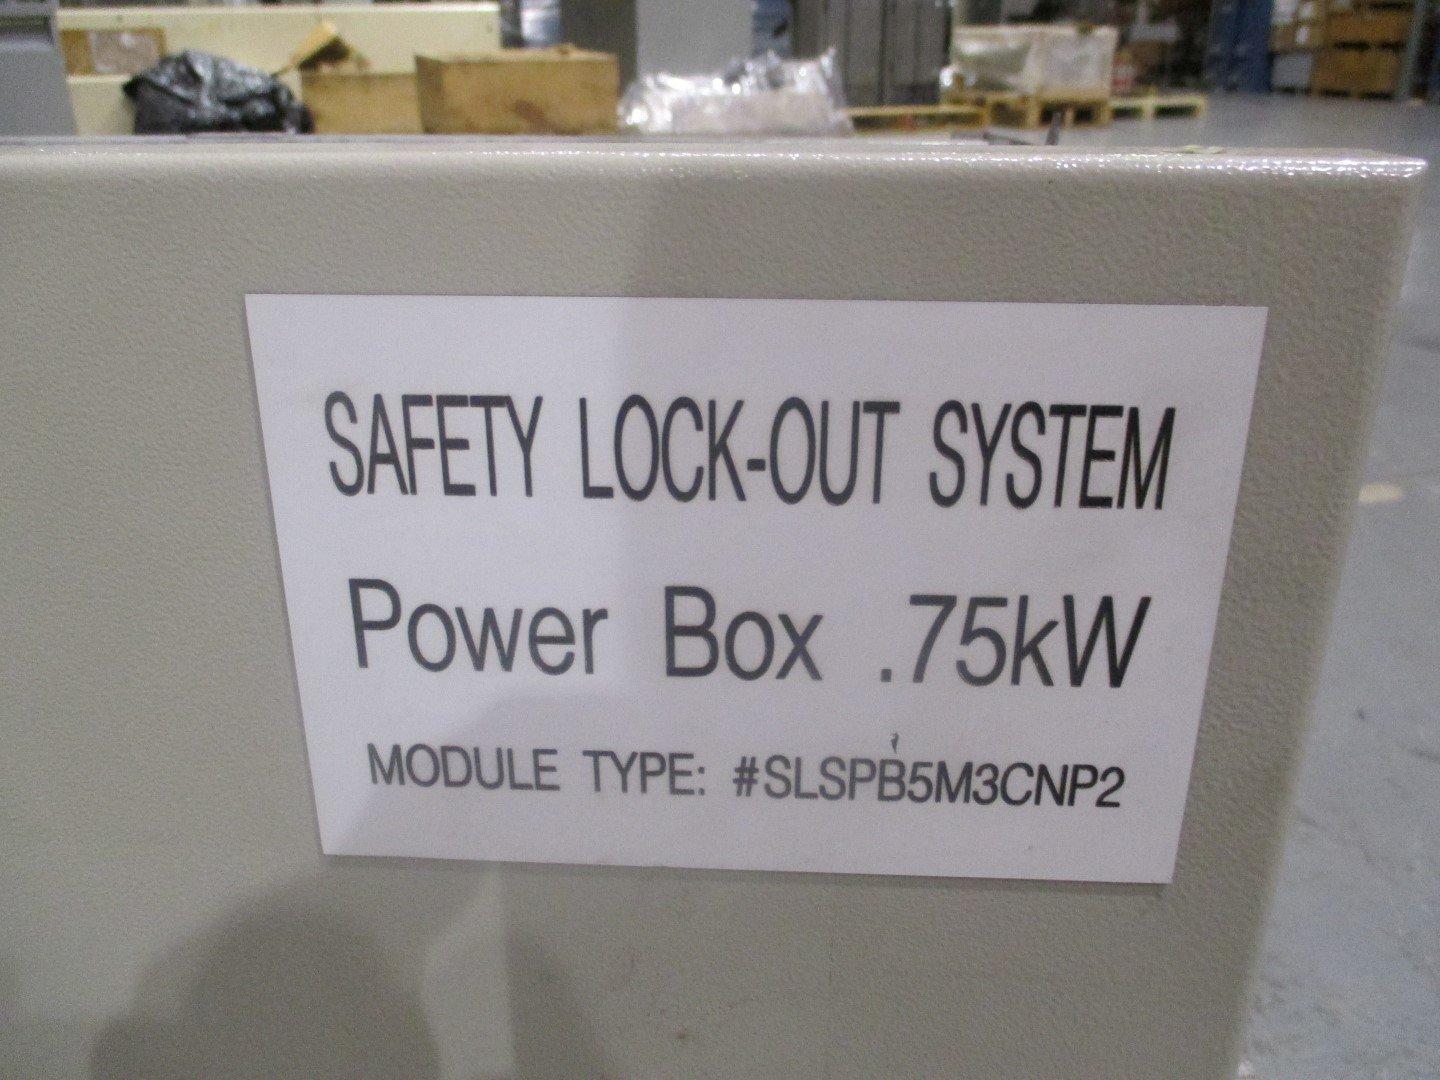 SAFETY LOCK-OUT SYSTEM
Power Box .75kW
MODULE TYPE: #SLSPB5M3CNP2